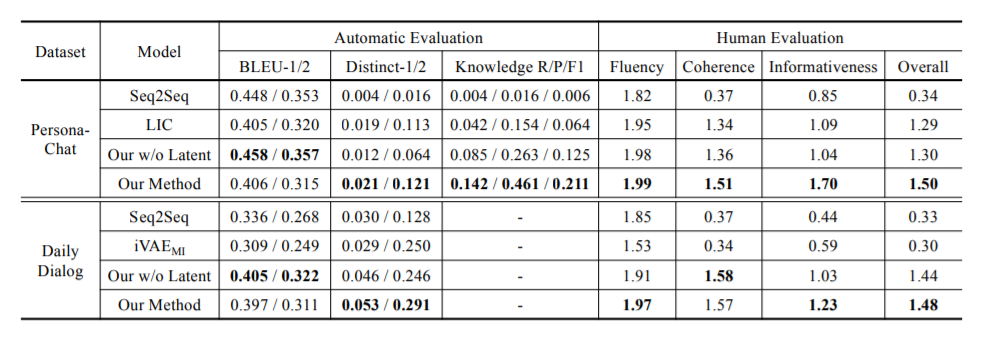 Dataset Model Automatic Evaluation Human Evaluation
BLEU-1/2 Distinct-1/2 Knowledge R/P/F1 Fluency Coherence Informativeness Overall
Persona-Chat
Seq2Seq 0.448 / 0.353 0.004 / 0.016 0.004 / 0.016 / 0.006 1.82 0.37 0.85 0.34
LIC 0.405 / 0.320 0.019 / 0.113 0.042 / 0.154 / 0.064 1.95 1.34 1.09 1.29
Our w/o Latent 0.458 / 0.357 0.012 / 0.064 0.085 / 0.263 / 0.125 1.98 1.36 1.04 1.30
Our Method 0.406 / 0.315 0.021 / 0.121 0.142 / 0.461 / 0.211 1.99 1.51 1.70 1.50
Daily Dialog
Seq2Seq 0.336 / 0.268 0.030 / 0.128 - 1.85 0.37 0.44 0.33
iVAEMI 0.309 / 0.249 0.029 / 0.250 - 1.53 0.34 0.59 0.30
Our w/o Latent 0.405 / 0.322 0.046 / 0.246 - 1.91 1.58 1.03 1.44
Our Method 0.397 / 0.311 0.053 / 0.291 - 1.97 1.57 1.23 1.48